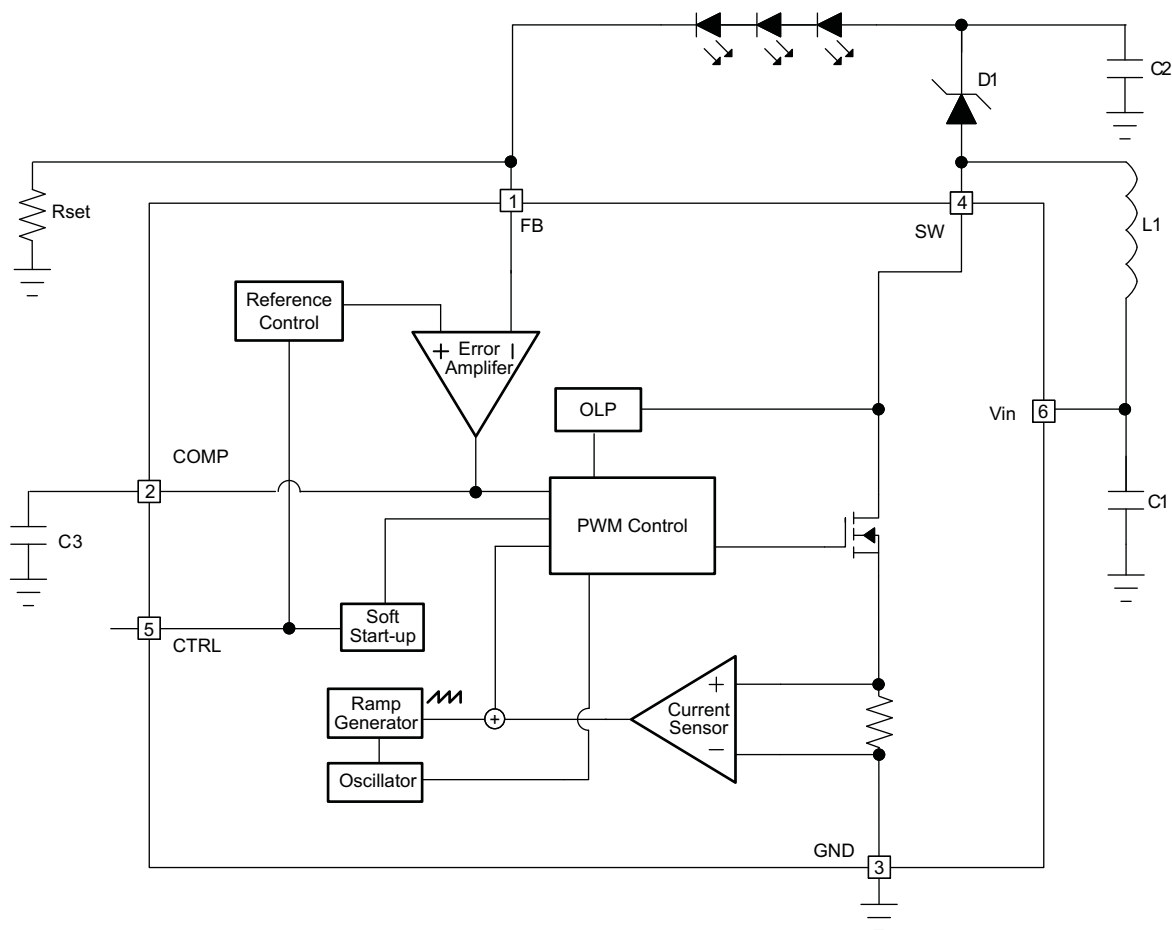 C2
D1
Rset
1
FB
4
SW
L1
Reference
Control
+ Error
Amplifer
OLP
Vin
6
COMP
2
C3
PWM Control
C1
5
CTRL
Soft
Start-up
Ramp
Generator
+
Oscillator
+
Current
Sensor
−
GND
3